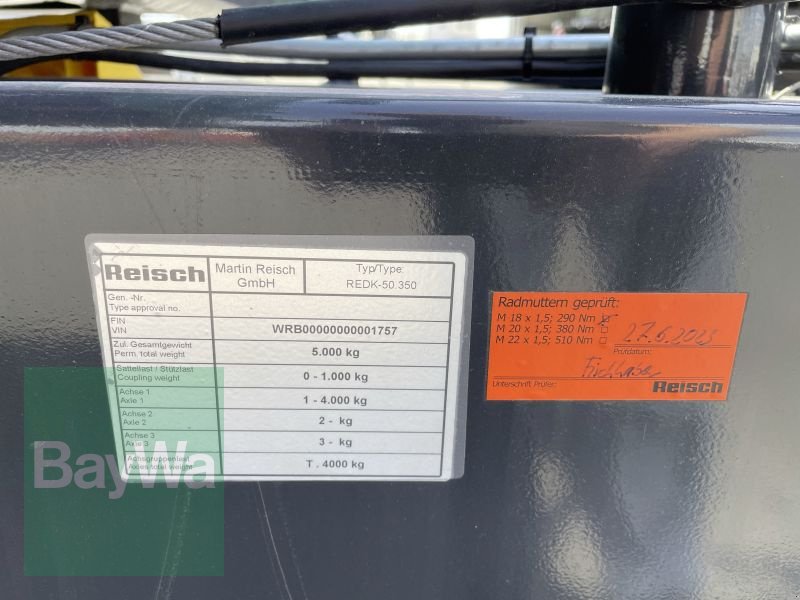 Reisch
Martin Reisch
GmbH
Typ/Type:
REDK-50.350
Gen.-Nr.
Type approval no.
FIN
VIN
WRB00000000001757
Zul. Gesamtgewicht
Perm. total weight
5.000 kg
Sattellast / Stützlast
Coupling weight
0 - 1.000 kg
Achse 1
Axle 1
1 - 4.000 kg
Achse 2
Axle 2
2 - kg
Achse 3
Axle 3
3 - kg
Achsgruppenlast
Axles total weight
T . 4000 kg
BayWa
Radmuttern geprüft:
M 18 x 1,5; 290 Nm
M 20 x 1,5; 380 Nm
M 22 x 1,5; 510 Nm
27.6.2023
Prüfdatum:
Unterschrift Prüfer:
Reisch